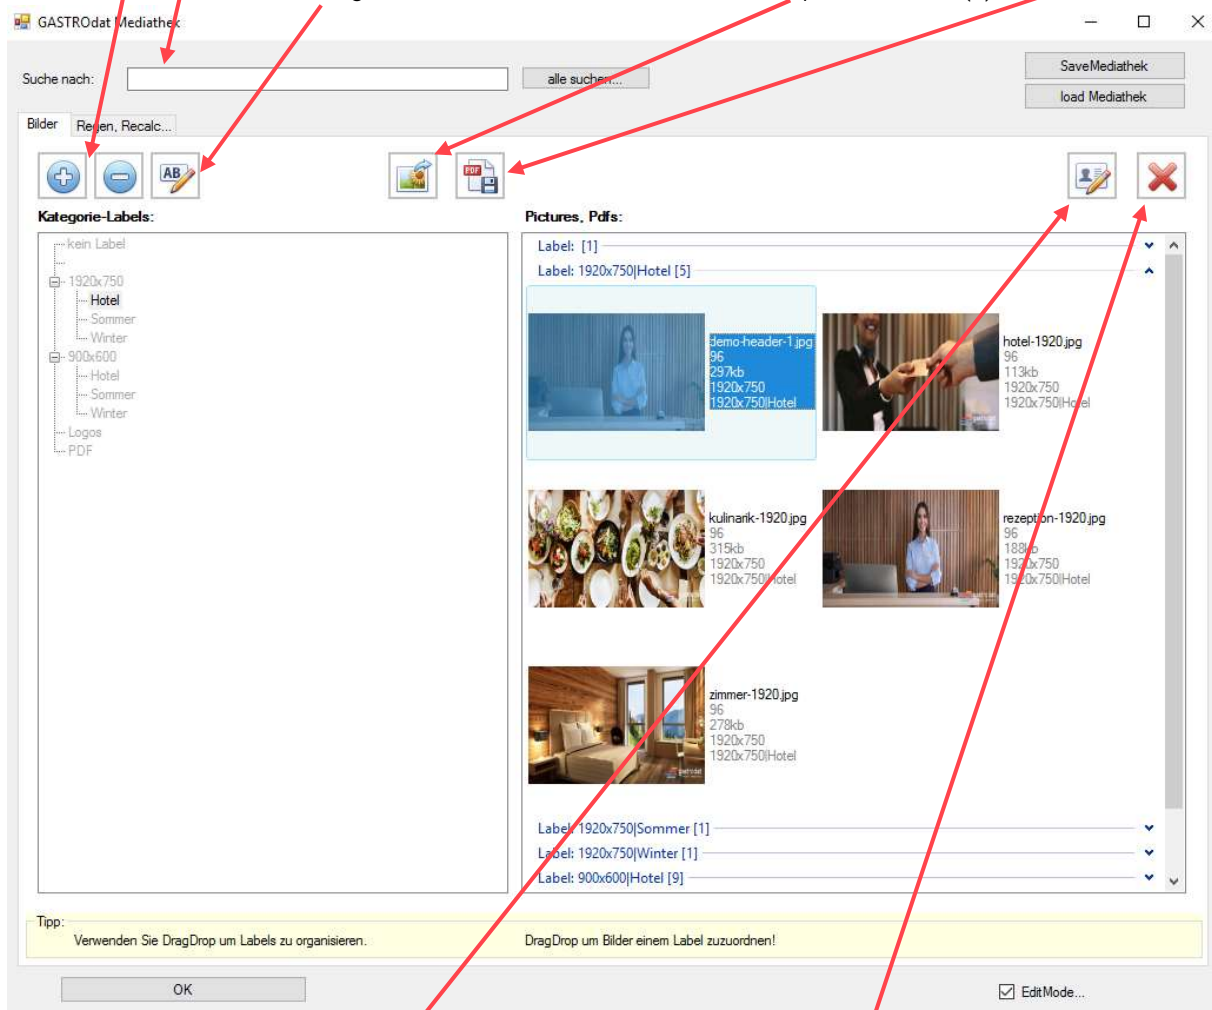 GASTROdat Mediathek
Suche nach:
alle suchen...
SaveMediathek
load Mediathek
Bilder
Regen, Recalc...
AB
PDF
Kategorie-Labels:
Pictures, Pdfs:
kein Label
1920x750
Hotel
Sommer
Winter
900x600
Hotel
Sommer
Winter
Logos
PDF
Label: [1]
Label: 1920x750|Hotel [5]
demo-header-1.jpg
96
297kb
1920x750
1920x750|Hotel
hotel-1920.jpg
96
113kb
1920x750
1920x750|Hotel
kulinarik-1920.jpg
96
315kb
1920x750
1920x750|Hotel
rezeption-1920.jpg
96
188kb
1920x750
1920x750|Hotel
zimmer-1920.jpg
96
278kb
1920x750
1920x750|Hotel
Label: 1920x750|Sommer [1]
Label: 1920x750|Winter [1]
Label: 900x600|Hotel [9]
Tipp:
Verwenden Sie DragDrop um Labels zu organisieren.
DragDrop um Bilder einem Label zuzuordnen!
OK
EditMode...